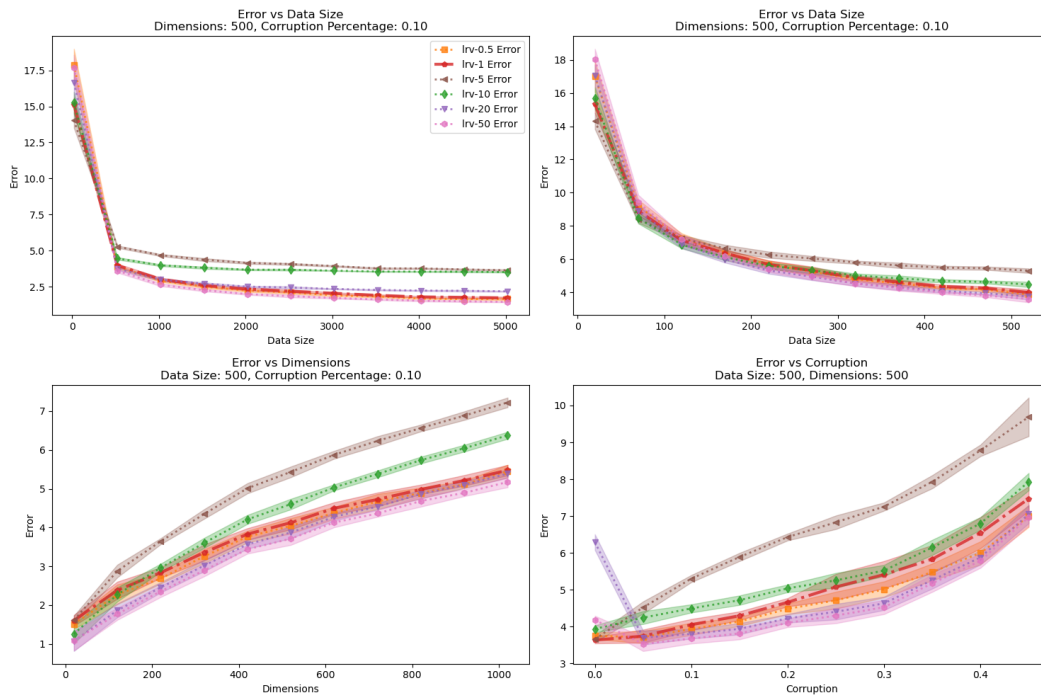 Error vs Data Size
Dimensions: 500, Corruption Percentage: 0.10
17.5
15.0
12.5
10.0
7.5
5.0
2.5
Error
lrv-0.5 Error
lrv-1 Error
lrv-5 Error
lrv-10 Error
lrv-20 Error
lrv-50 Error
0 1000 2000 3000 4000 5000
Data Size
Error vs Data Size
Dimensions: 500, Corruption Percentage: 0.10
18
16
14
12
10
8
6
4
Error
0 100 200 300 400 500
Data Size
Error vs Dimensions
Data Size: 500, Corruption Percentage: 0.10
7
6
5
4
3
2
1
Error
0 200 400 600 800 1000
Dimensions
Error vs Corruption
Data Size: 500, Dimensions: 500
10
9
8
7
6
5
4
3
Error
0.0 0.1 0.2 0.3 0.4
Corruption